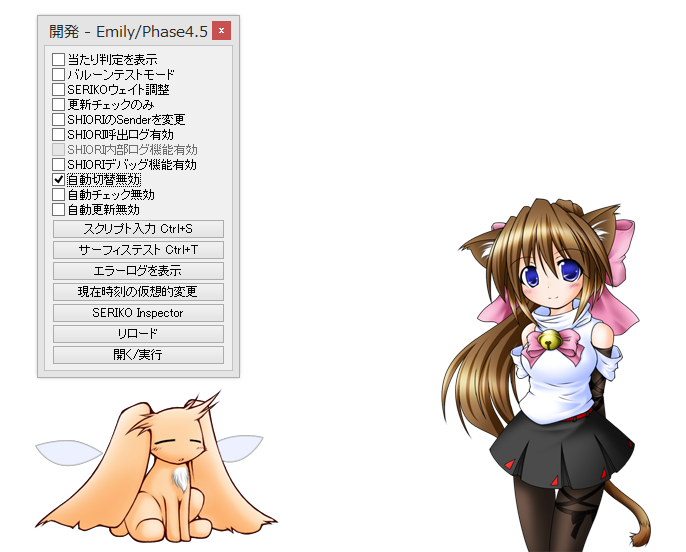 開発 - Emily/Phase4.5
当たり判定を表示
バルーンテストモード
SERIKOウェイト調整
更新チェックのみ
SHIORIのSenderを変更
SHIORI呼出ログ有効
SHIORI内部ログ機能有効
SHIORIデバッグ機能有効
自動切替無効
自動チェック無効
自動更新無効
スクリプト入力 Ctrl+S
サーフィステスト Ctrl+T
エラーログを表示
現在時刻の仮想的変更
SERIKO Inspector
リロード
開く/実行